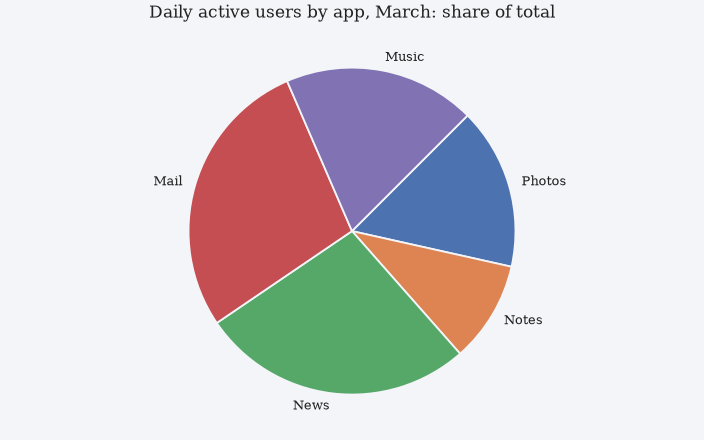 Daily active users by app, March: share of total
Music
Mail
Photos
Notes
News